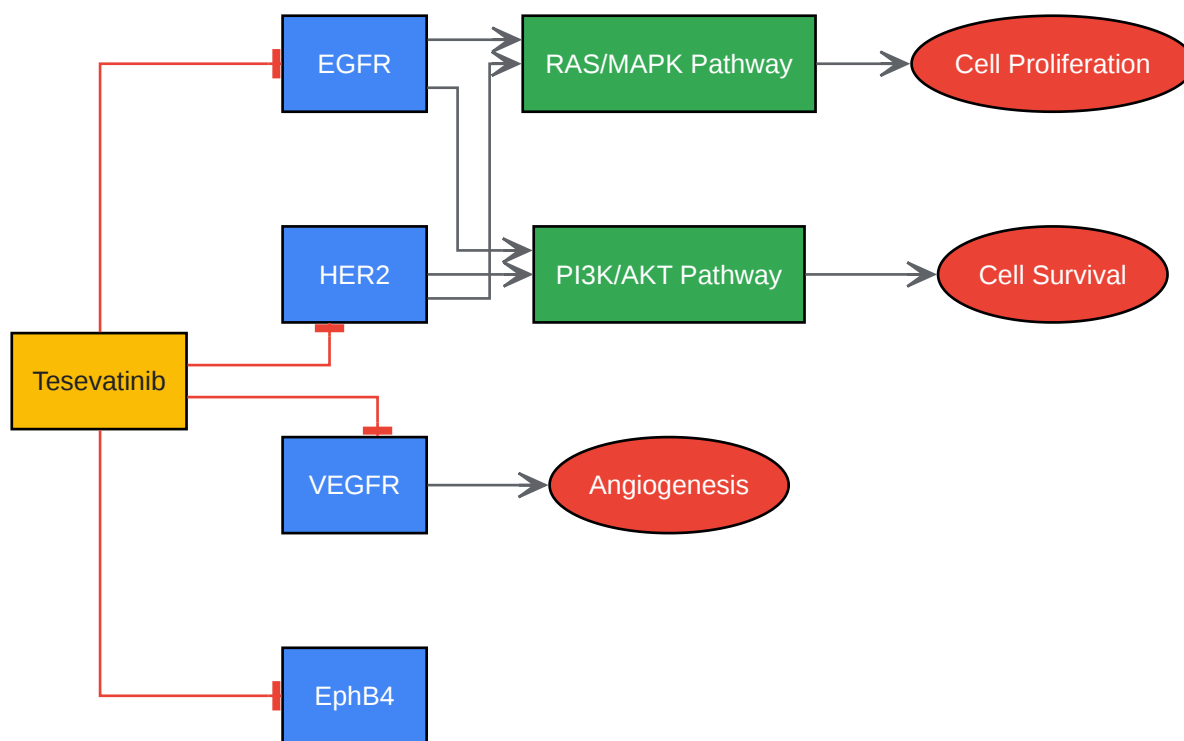 EGFR
RAS/MAPK Pathway
Cell Proliferation
HER2
PI3K/AKT Pathway
Cell Survival
Tesevatinib
VEGFR
Angiogenesis
EphB4